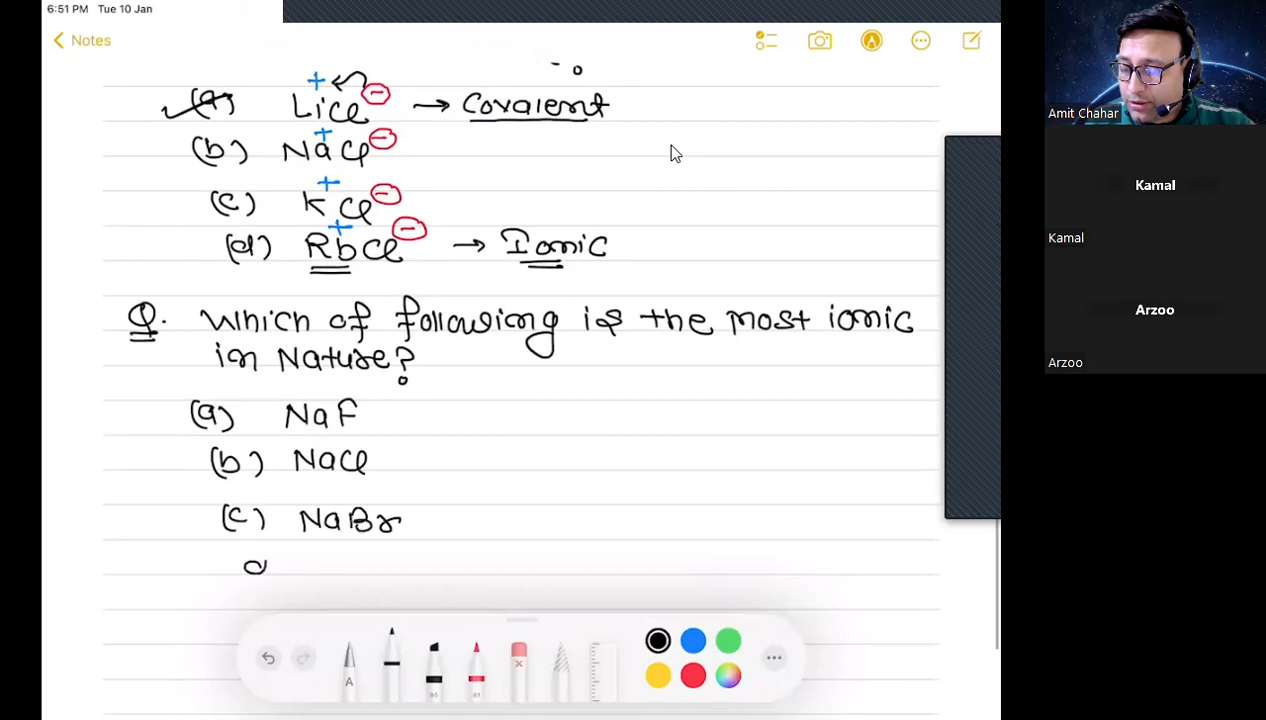 6:51 PM Tue 10 Jan
Notes
(a) LiCl → Covalent
+ −
(b) NaCl
+ −
(c) KCl
+ −
(d) RbCl → Ionic
+ −
Q. Which of following is the most ionic
in Nature?
(a) NaF
(b) NaCl
(c) NaBr
A
80
Amit Chahar
Kamal
Kamal
Arzoo
Arzoo